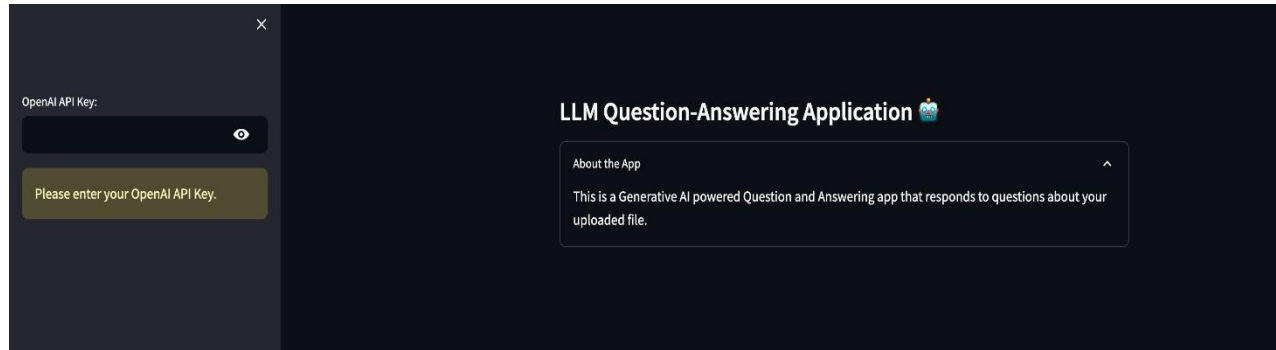 OpenAI API Key:
Please enter your OpenAI API Key.
LLM Question-Answering Application 🤖
About the App
This is a Generative AI powered Question and Answering app that responds to questions about your
uploaded file.